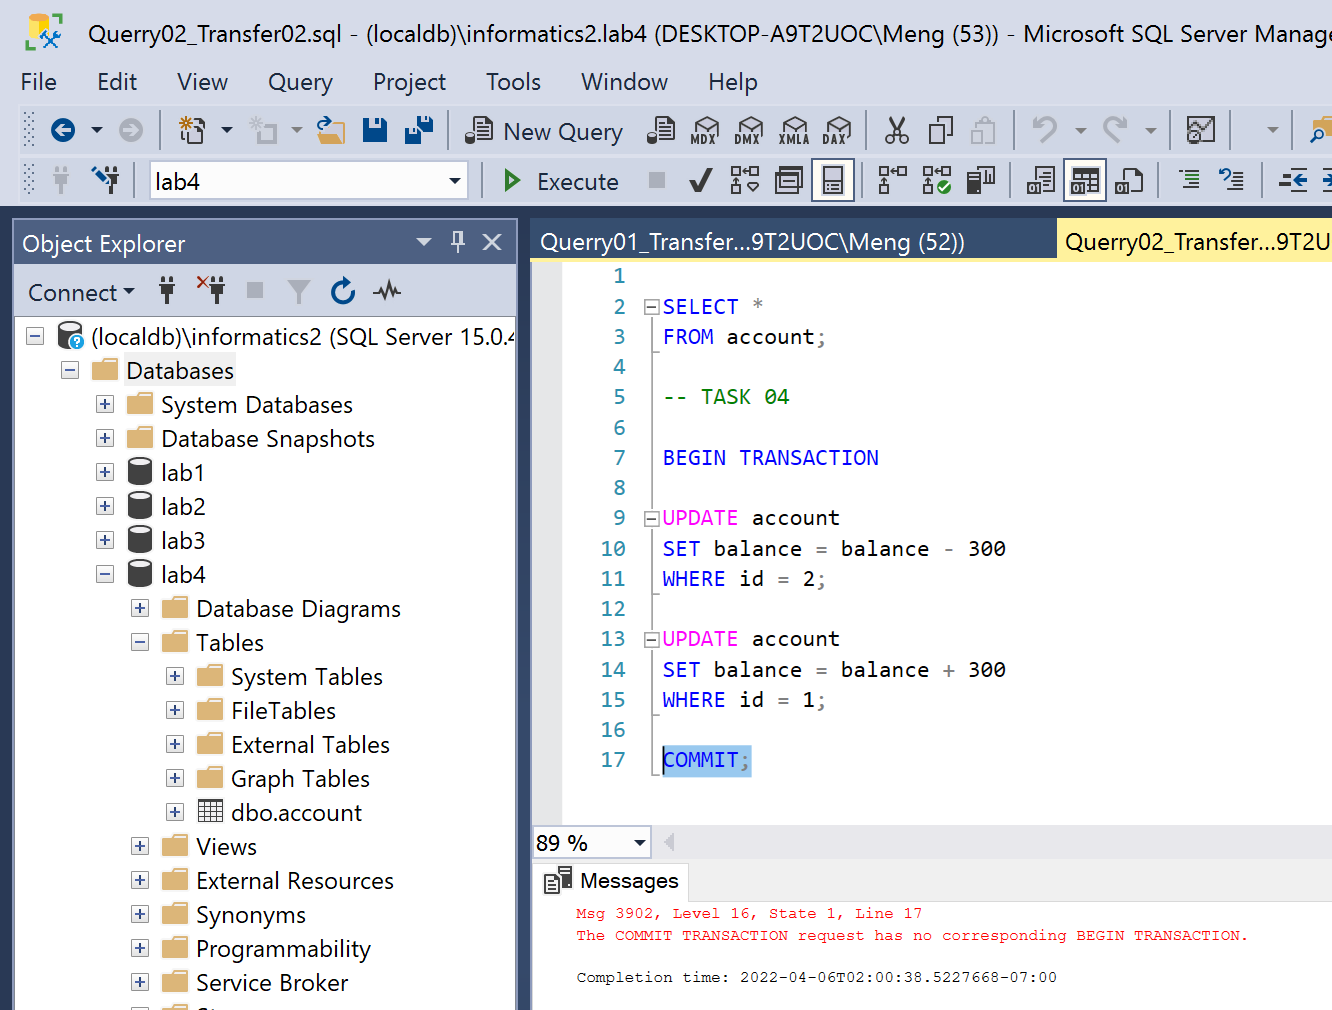 Querry02_Transfer02.sql - (localdb)\informatics2.lab4 (DESKTOP-A9T2UOC\Meng (53)) - Microsoft SQL Server Manage
File Edit View Query Project Tools Window Help
New Query MDX DMX XMLA DAX
lab4 Execute
Object Explorer
Connect
(localdb)\informatics2 (SQL Server 15.0.4
Databases
System Databases
Database Snapshots
lab1
lab2
lab3
lab4
Database Diagrams
Tables
System Tables
FileTables
External Tables
Graph Tables
dbo.account
Views
External Resources
Synonyms
Programmability
Service Broker
Querry01_Transfer...9T2UOC\Meng (52)) Querry02_Transfer...9T2U
1
2 SELECT *
3 FROM account;
4
5 -- TASK 04
6
7 BEGIN TRANSACTION
8
9 UPDATE account
10 SET balance = balance - 300
11 WHERE id = 2;
12
13 UPDATE account
14 SET balance = balance + 300
15 WHERE id = 1;
16
17 COMMIT;
89 %
Messages
Msg 3902, Level 16, State 1, Line 17
The COMMIT TRANSACTION request has no corresponding BEGIN TRANSACTION.
Completion time: 2022-04-06T02:00:38.5227668-07:00